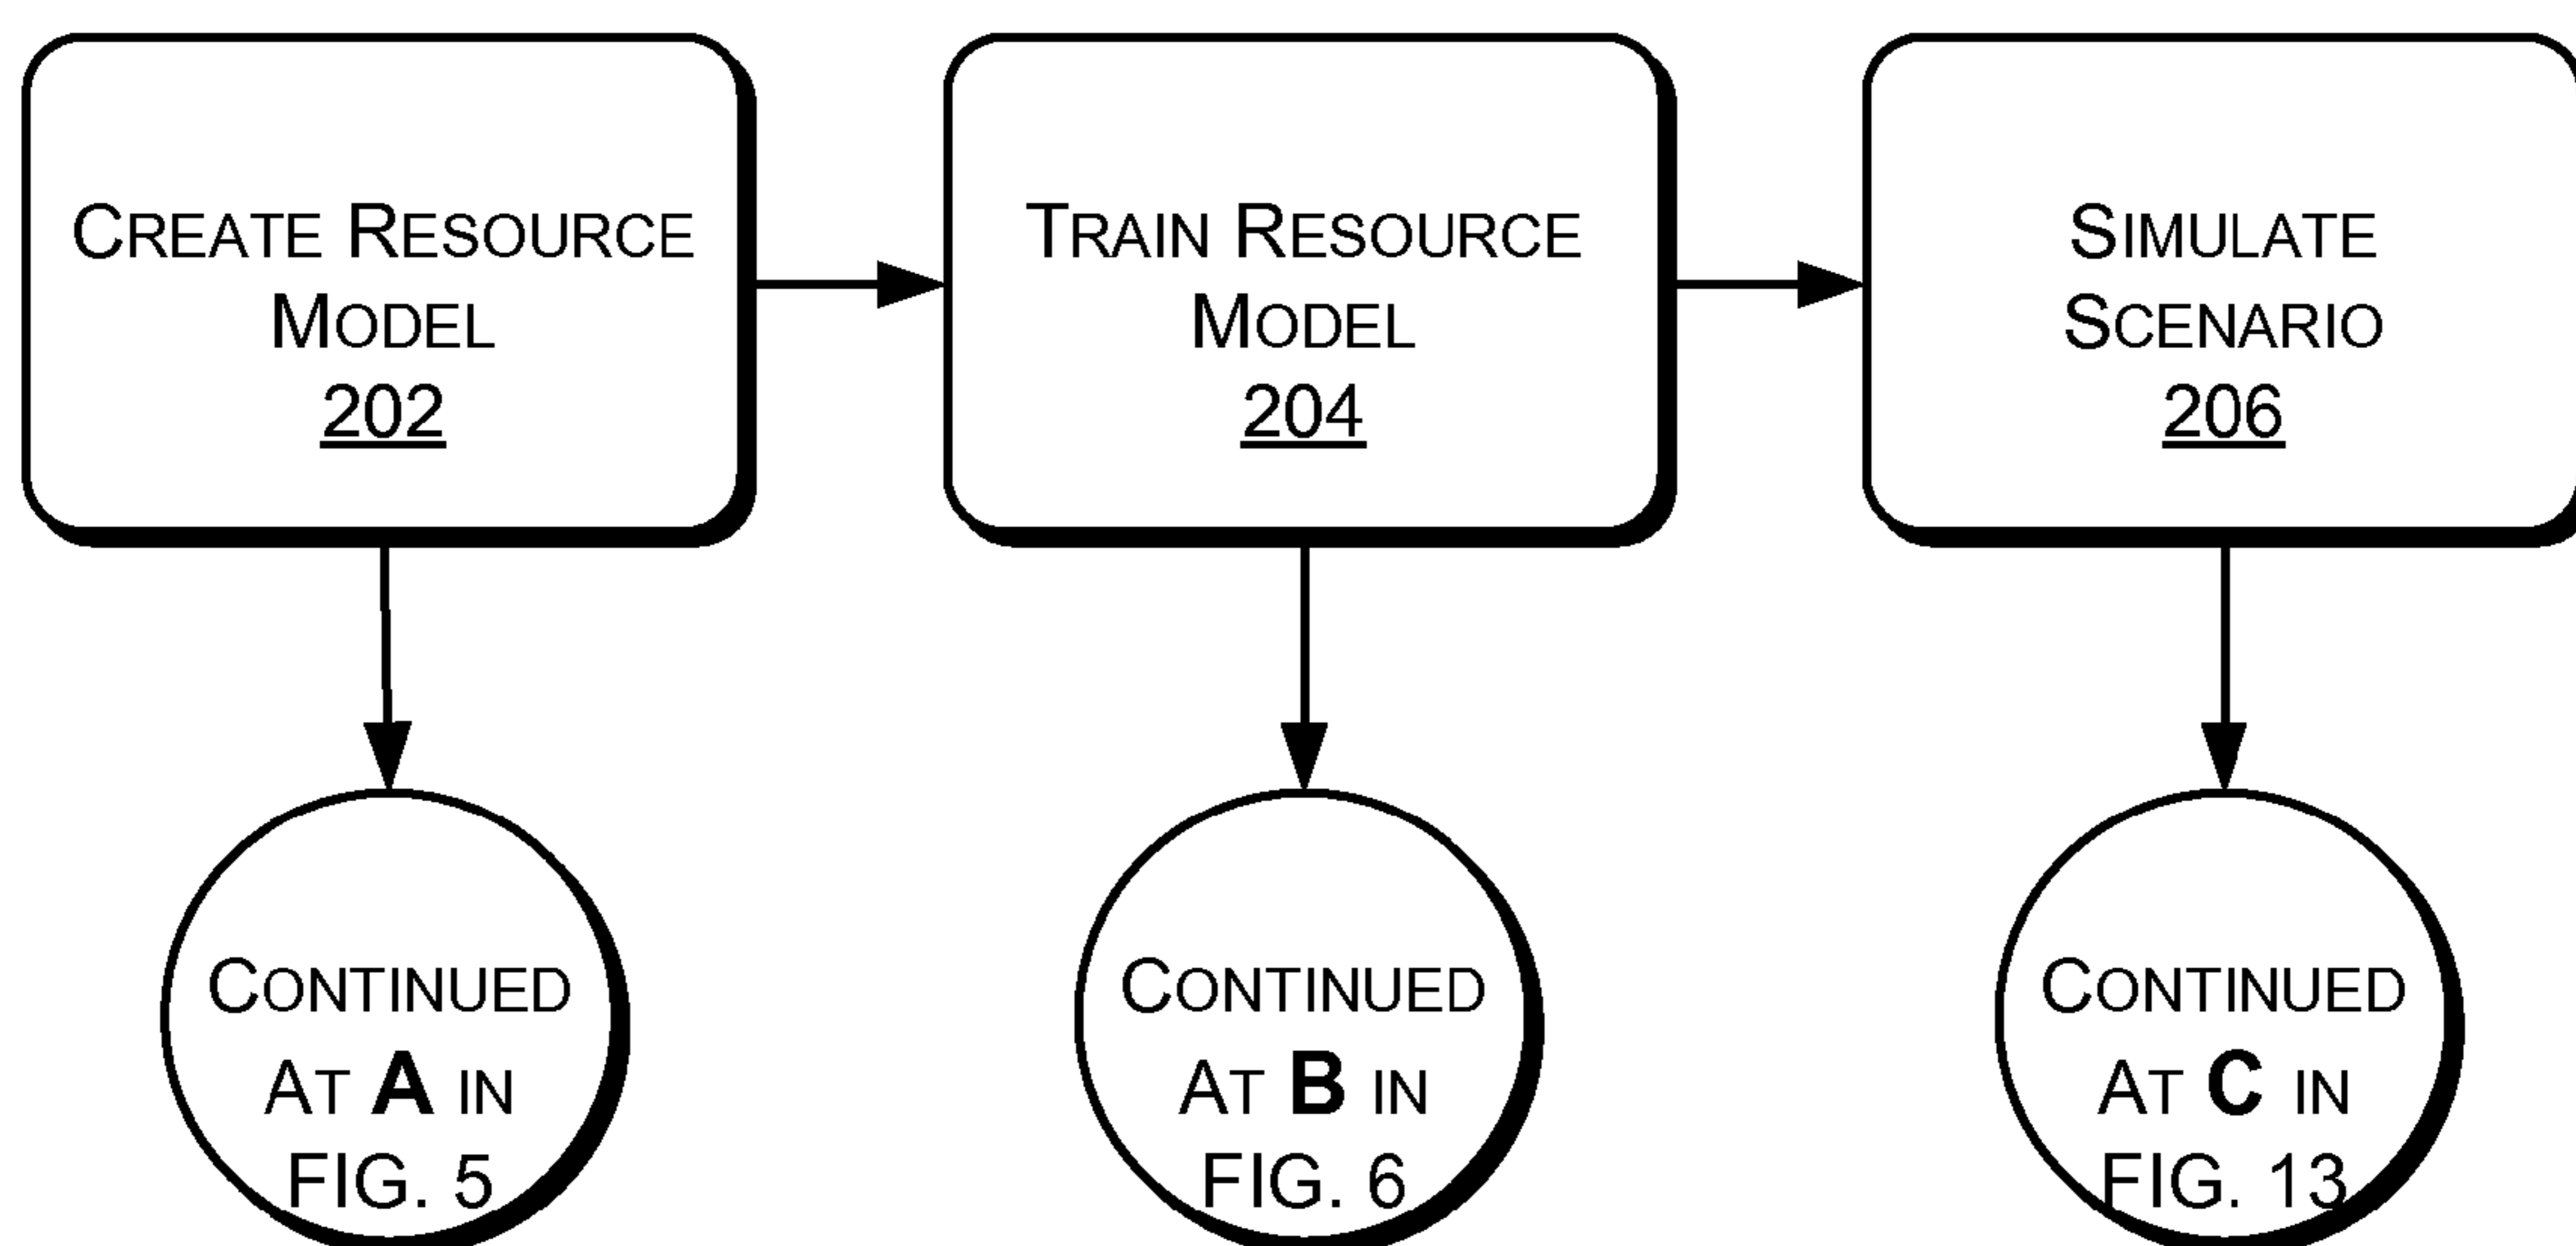 CREATE RESOURCE
MODEL
202
TRAIN RESOURCE
MODEL
204
SIMULATE
SCENARIO
206
CONTINUED
AT A IN
FIG. 5
CONTINUED
AT B IN
FIG. 6
CONTINUED
AT C IN
FIG. 13